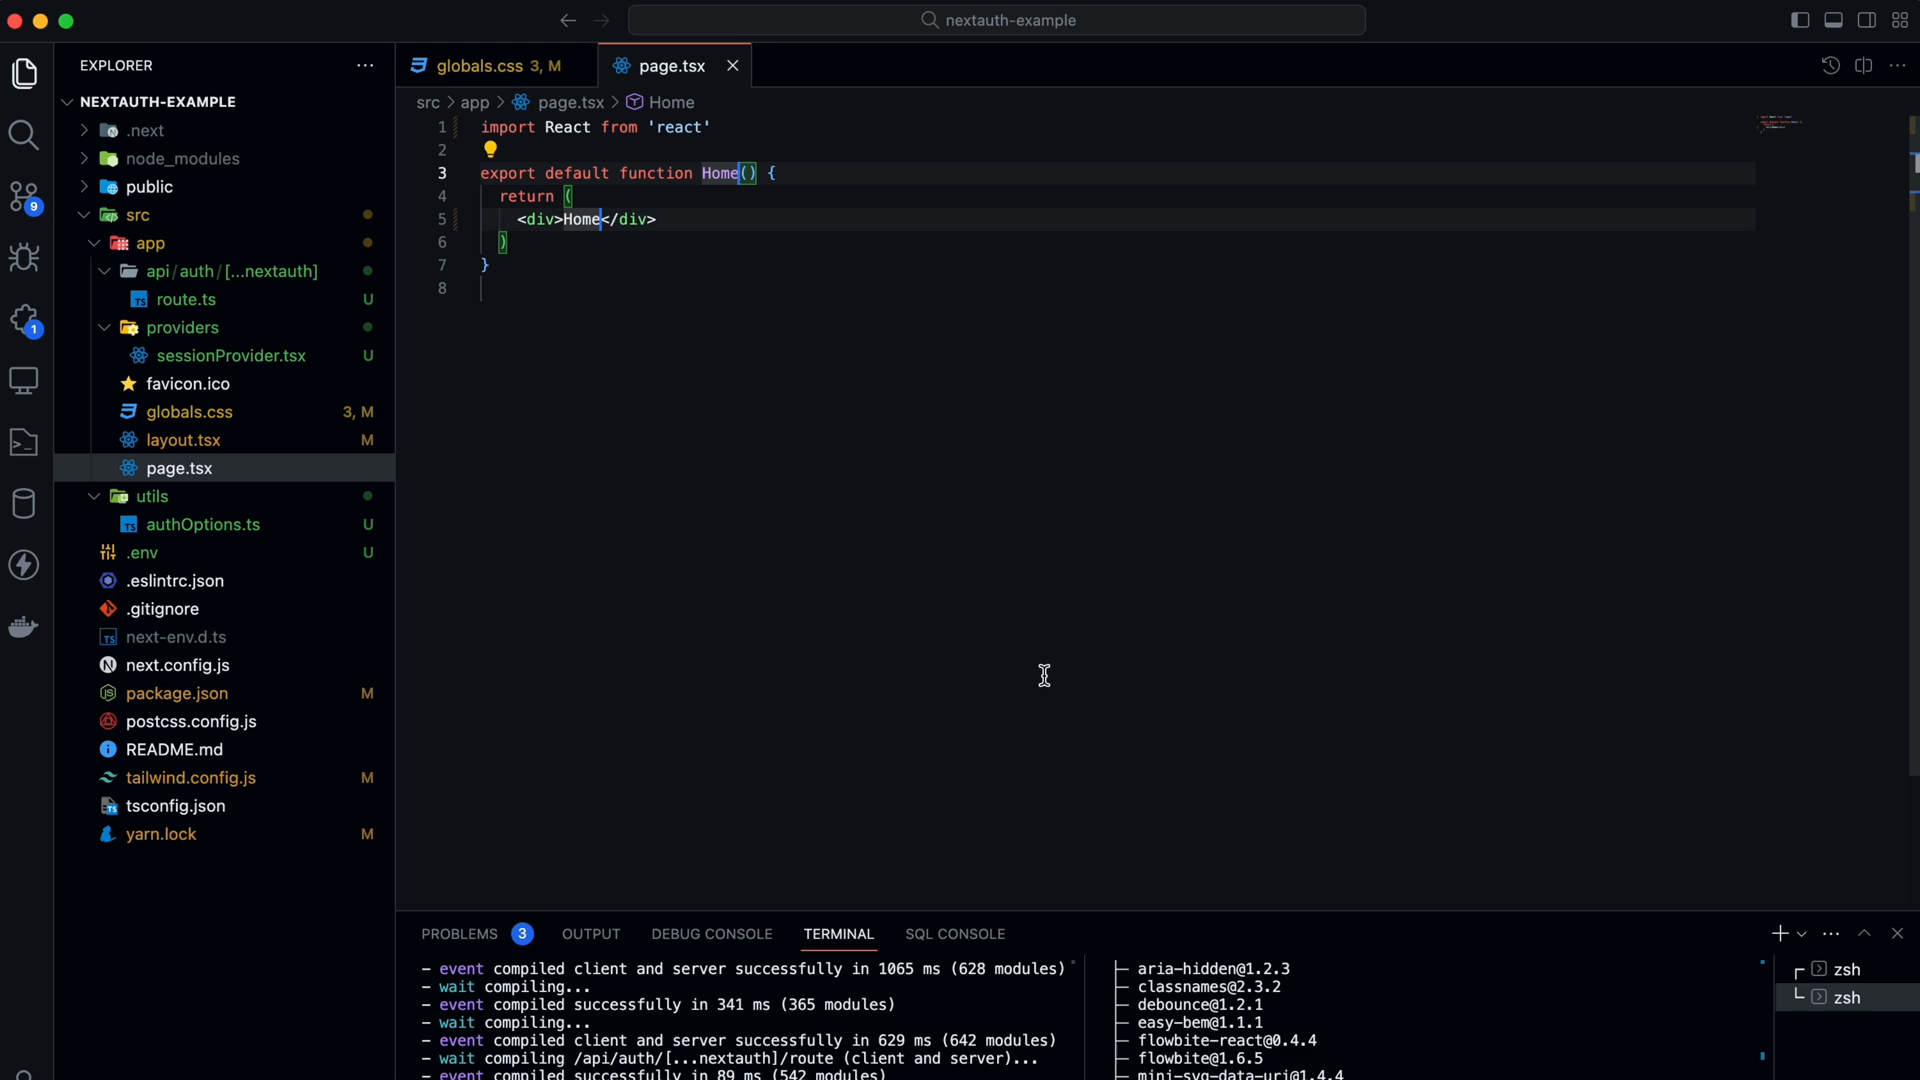 nextauth-example
EXPLORER
NEXTAUTH-EXAMPLE
.next
node_modules
public
src
app
api/auth/[...nextauth]
route.ts U
providers
sessionProvider.tsx U
favicon.ico
globals.css 3, M
layout.tsx M
page.tsx
utils
authOptions.ts U
.env U
.eslintrc.json
.gitignore
next-env.d.ts
next.config.js
package.json M
postcss.config.js
README.md
tailwind.config.js M
tsconfig.json
yarn.lock M
9
1
globals.css 3, M
page.tsx
src > app > page.tsx > Home
1 import React from 'react'
2
3 export default function Home() {
4 return (
5 <div>Home</div>
6 )
7 }
8
PROBLEMS 3 OUTPUT DEBUG CONSOLE TERMINAL SQL CONSOLE
- event compiled client and server successfully in 1065 ms (628 modules)
- wait compiling...
- event compiled successfully in 341 ms (365 modules)
- wait compiling...
- event compiled client and server successfully in 629 ms (642 modules)
- wait compiling /api/auth/[...nextauth]/route (client and server)...
- event compiled successfully in 89 ms (542 modules)
├─ aria-hidden@1.2.3
├─ classnames@2.3.2
├─ debounce@1.2.1
├─ easy-bem@1.1.1
├─ flowbite-react@0.4.4
├─ flowbite@1.6.5
├─ mini-svg-data-uri@1.4.4
zsh
zsh